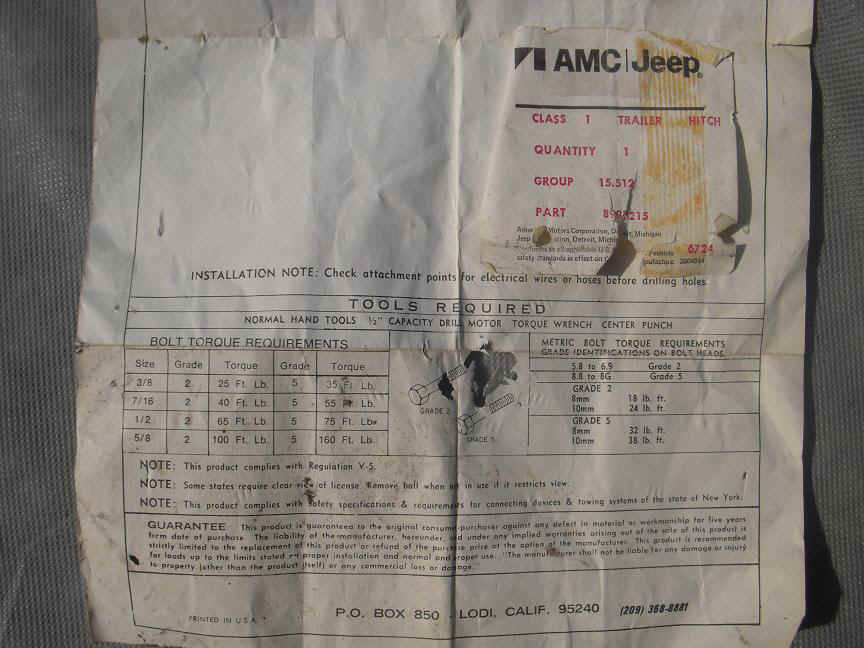 AMC Jeep®
CLASS 1 TRAILER HITCH
QUANTITY 1
GROUP 15.512
PART 215
Motors Corporation, Michigan
Jeep Detroit,
safety standards in effect on
6724
INSTALLATION NOTE: Check attachment points for electrical wires or hoses before drilling holes
TOOLS REQUIRED
NORMAL HAND TOOLS ½" CAPACITY DRILL MOTOR TORQUE WRENCH CENTER PUNCH
BOLT TORQUE REQUIREMENTS
Size Grade Torque Grade Torque
3/8 2 25 Ft. Lb. 5 35 Ft. Lb.
7/16 2 40 Ft. Lb. 5 55 Ft. Lb.
1/2 2 65 Ft. Lb. 5 75 Ft. Lb.
5/8 2 100 Ft. Lb. 5 160 Ft. Lb.
GRADE 2
GRADE 5
METRIC BOLT TORQUE REQUIREMENTS
GRADE IDENTIFICATIONS ON BOLT HEADS
5.8 to 6.9 Grade 2
8.8 to 8G Grade 5
GRADE 2
8mm 18 lb. ft.
10mm 24 lb. ft.
GRADE 5
8mm 32 lb. ft.
10mm 38 lb. ft.
NOTE: This product complies with Regulation V-5.
NOTE: Some states require clear view of license. Remove ball when not in use if it restricts view.
NOTE: This product complies with safety specifications & requirements for connecting devices & towing systems of the state of New York.
GUARANTEE This product is guaranteed to the original consumer purchaser against any defect in material or workmanship for five years
from date of purchase. The liability of the manufacturer, hereunder, and under any implied warranties arising out of the sale of this product is
strictly limited to the replacement of this product or refund of the purchase price at the option of the manufacturer. This product is recommended
for loads up to the limits stated proper installation and normal and proper use. "The manufacturer shall not be liable for any damage or injury
to property (other than the product itself) or any commercial loss or damage.
PRINTED IN U.S.A.
P.O. BOX 850 . LODI, CALIF. 95240 (209) 368-8881